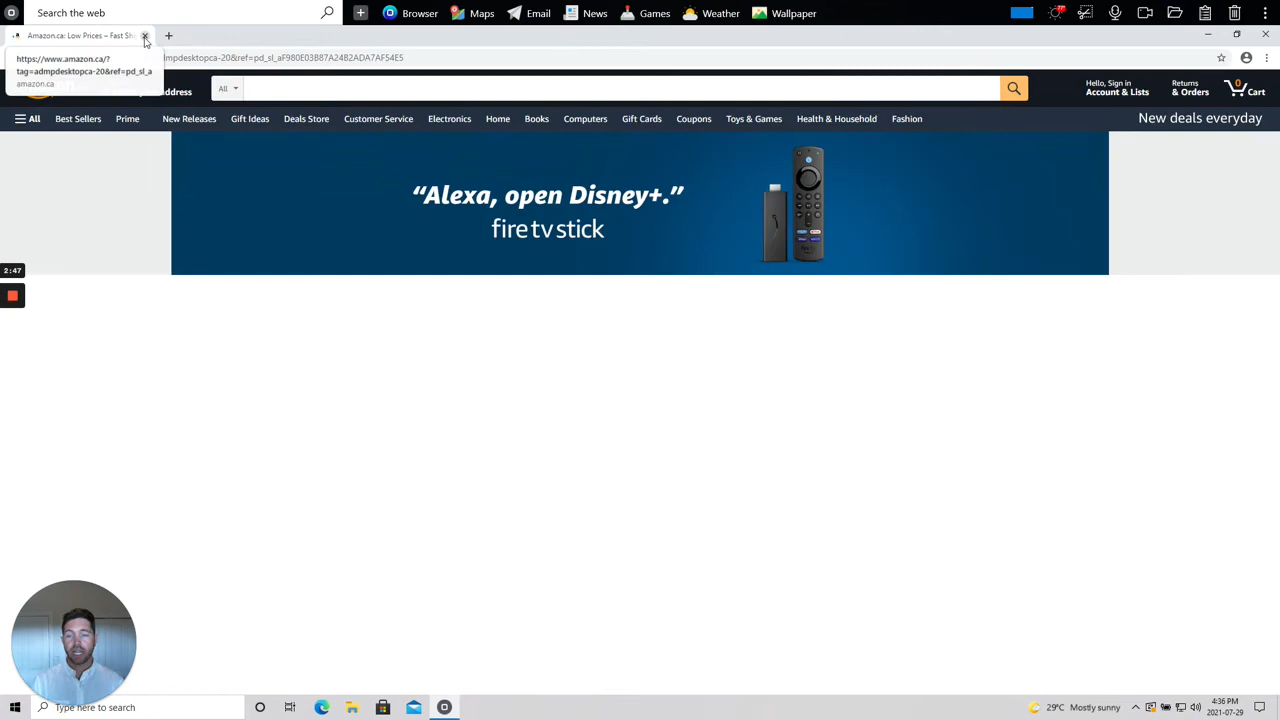 Search the web
Browser Maps Email News Games Weather Wallpaper
Amazon.ca: Low Prices – Fast Sh
https://www.amazon.ca/?
tag=admpdesktopca-20&ref=pd_sl_a
amazon.ca
dmpdesktopca-20&ref=pd_sl_aF980E03B87A24B2ADA7AF54E5
address
All
Hello, Sign in
Account & Lists
Returns
& Orders
0
Cart
All Best Sellers Prime New Releases Gift Ideas Deals Store Customer Service Electronics Home Books Computers Gift Cards Coupons Toys & Games Health & Household Fashion New deals everyday
“Alexa, open Disney+.”
fire tv stick
2:47
Type here to search
29°C Mostly sunny
4:36 PM
2021-07-29